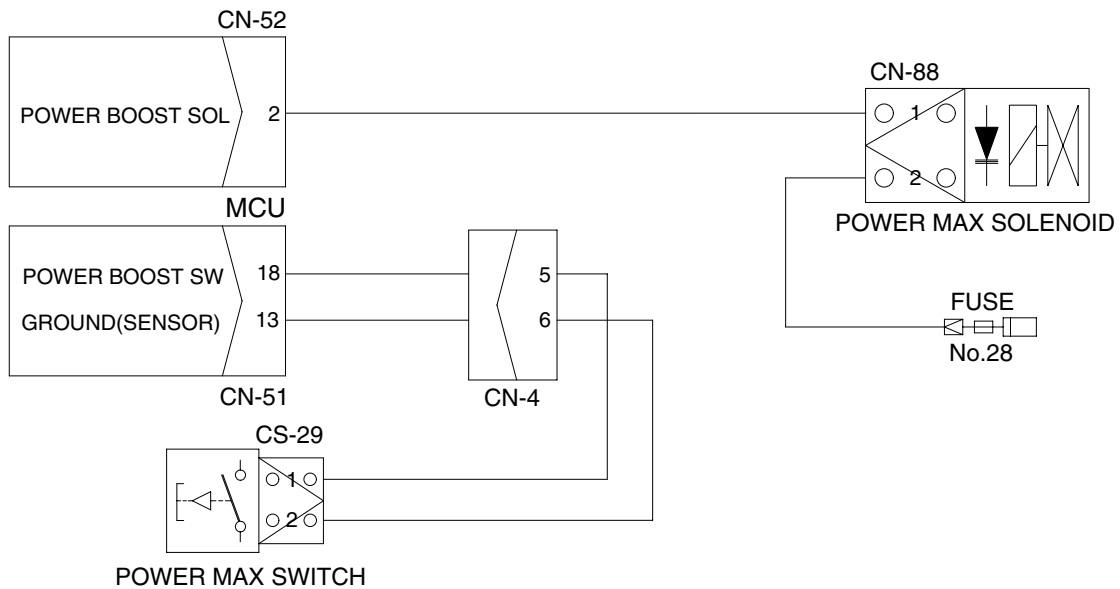 CN-52
CN-88
POWER BOOST SOL 2
1
2
MCU
POWER MAX SOLENOID
POWER BOOST SW 18
5
GROUND(SENSOR) 13
6
FUSE
No.28
CN-51
CN-4
CS-29
1
2
POWER MAX SWITCH